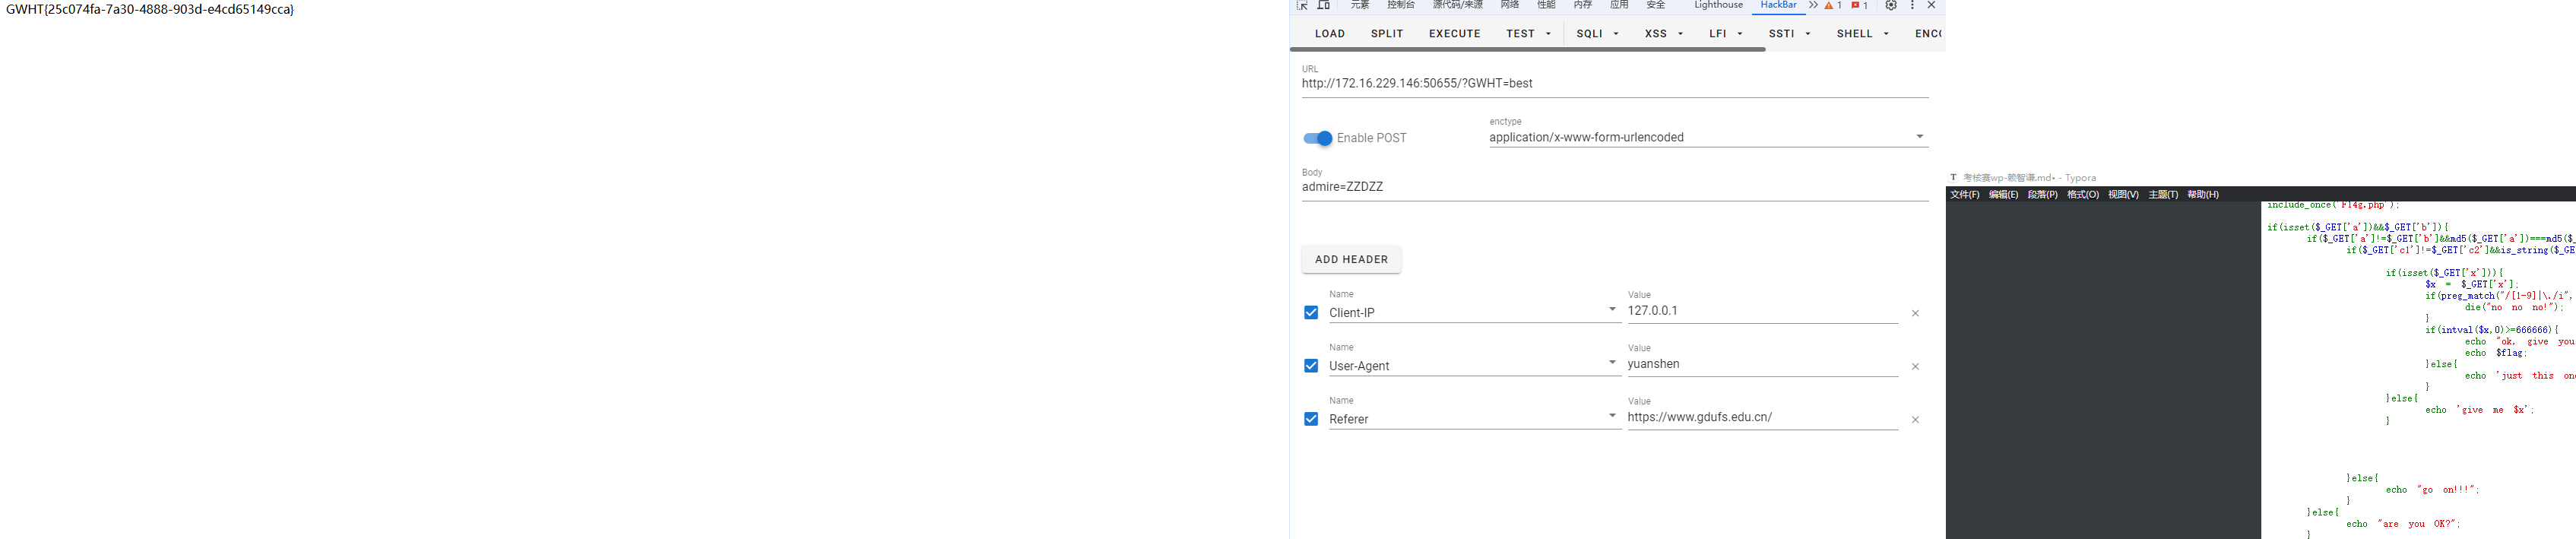 GWHT{25c074fa-7a30-4888-903d-e4cd65149cca}
元素 控制台 源代码/来源 网络 性能 内存 应用 安全 Lighthouse HackBar 1 1
LOAD SPLIT EXECUTE TEST SQLI XSS LFI SSTI SHELL ENCO
URL
http://172.16.229.146:50655/?GWHT=best
Enable POST
enctype
application/x-www-form-urlencoded
Body
admire=ZZDZZ
ADD HEADER
Name Value
Client-IP 127.0.0.1
Name Value
User-Agent yuanshen
Name Value
Referer https://www.gdufs.edu.cn/
T 考核赛wp-赖智谦.md• - Typora
文件(F) 编辑(E) 段落(P) 格式(O) 视图(V) 主题(T) 帮助(H)
include_once('Fl4g.php');
if(isset($_GET['a'])&&$_GET['b']){
if($_GET['a']!=$_GET['b']&&md5($_GET['a'])===md5($_
if($_GET['c1']!=$_GET['c2']&&is_string($_GE
if(isset($_GET['x'])){
$x = $_GET['x'];
if(preg_match("/[1-9]|\./i",
die("no no no!");
}
if(intval($x,0)>=666666){
echo "ok, give you
echo $flag;
}else{
echo 'just this on
}
}else{
echo 'give me $x';
}
}else{
echo "go on!!!";
}
}else{
echo "are you OK?";
}